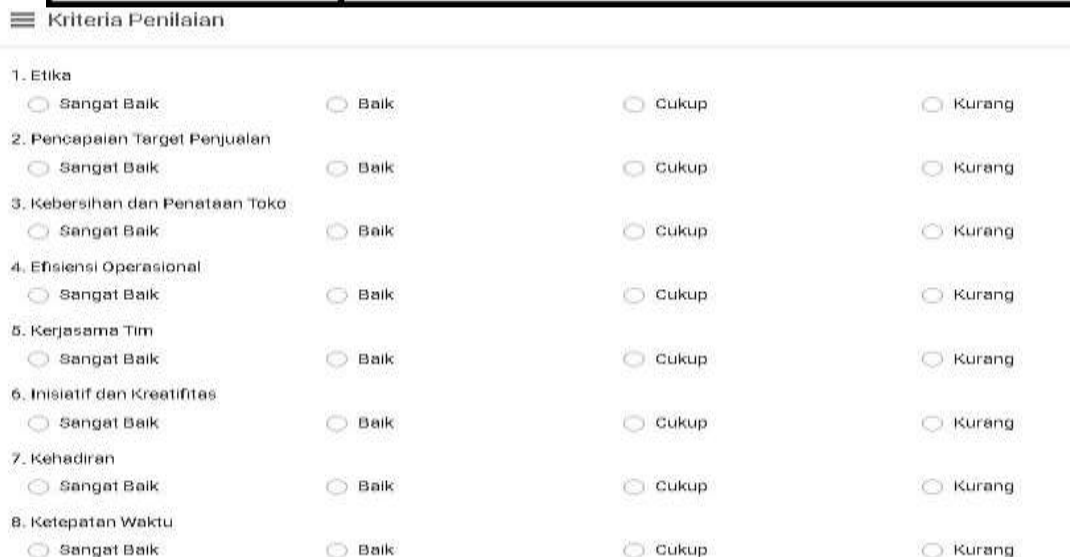 Kriteria Penilaian
1. Etika
Sangat Baik Baik Cukup Kurang
2. Pencapaian Target Penjualan
Sangat Baik Baik Cukup Kurang
3. Kebersihan dan Penataan Toko
Sangat Baik Baik Cukup Kurang
4. Efisiensi Operasional
Sangat Baik Baik Cukup Kurang
5. Kerjasama Tim
Sangat Baik Baik Cukup Kurang
6. Inisiatif dan Kreatifitas
Sangat Baik Baik Cukup Kurang
7. Kehadiran
Sangat Baik Baik Cukup Kurang
8. Ketepatan Waktu
Sangat Baik Baik Cukup Kurang